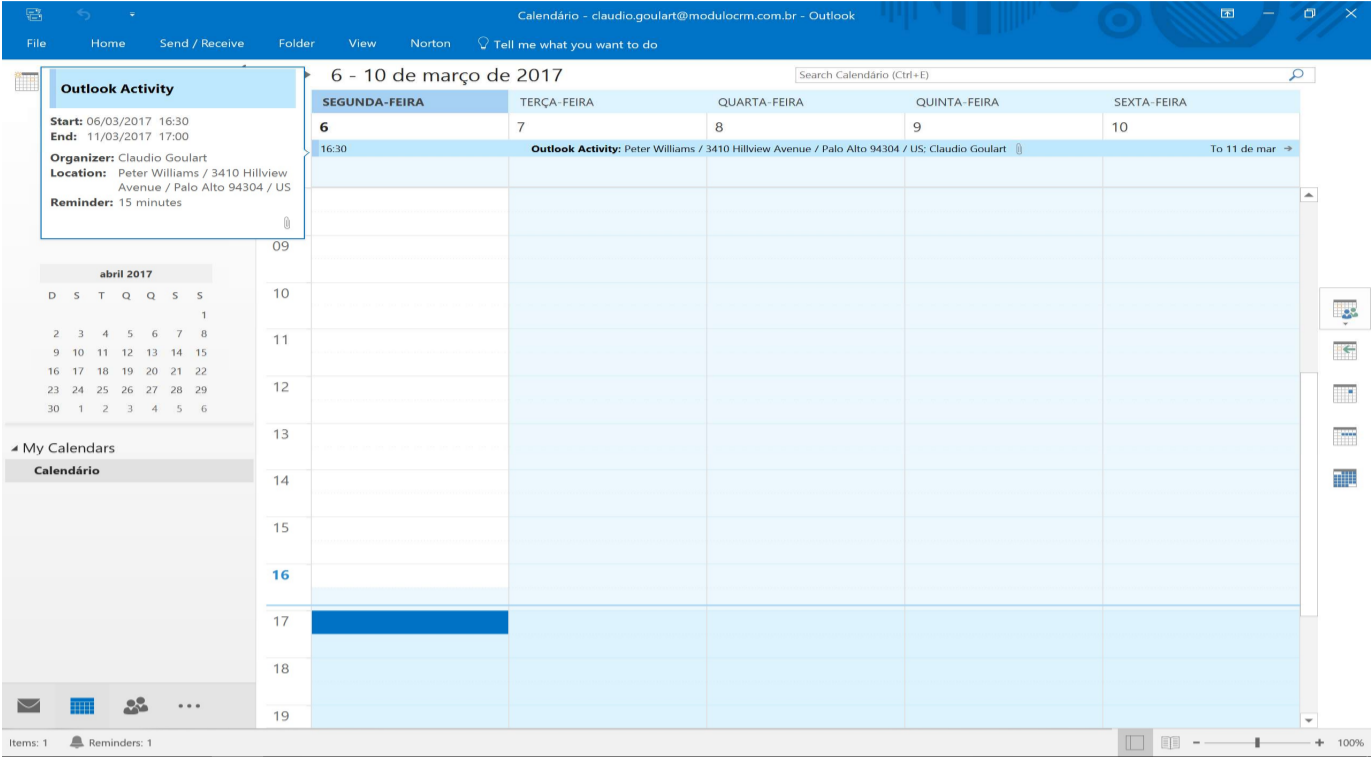 Calendário - claudio.goulart@modulocrm.com.br - Outlook
File Home Send / Receive Folder View Norton Tell me what you want to do
Outlook Activity
Start: 06/03/2017 16:30
End: 11/03/2017 17:00
Organizer: Claudio Goulart
Location: Peter Williams / 3410 Hillview
Avenue / Palo Alto 94304 / US
Reminder: 15 minutes
6 - 10 de março de 2017
Search Calendário (Ctrl+E)
SEGUNDA-FEIRA TERÇA-FEIRA QUARTA-FEIRA QUINTA-FEIRA SEXTA-FEIRA
6 7 8 9 10
16:30 Outlook Activity: Peter Williams / 3410 Hillview Avenue / Palo Alto 94304 / US; Claudio Goulart To 11 de mar
abril 2017
D S T Q Q S S
1
2 3 4 5 6 7 8
9 10 11 12 13 14 15
16 17 18 19 20 21 22
23 24 25 26 27 28 29
30 1 2 3 4 5 6
My Calendars
Calendário
09
10
11
12
13
14
15
16
17
18
19
Items: 1 Reminders: 1 100%